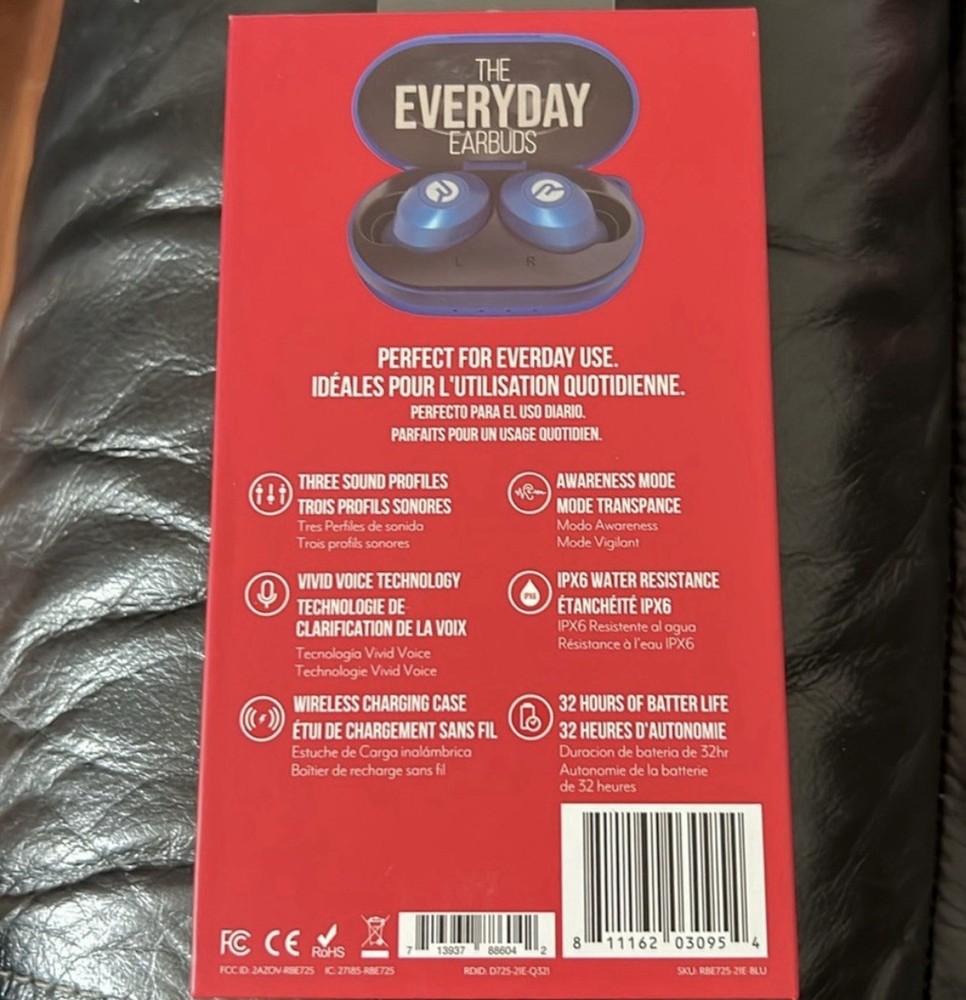 THE
EVERYDAY
EARBUDS
L R
PERFECT FOR EVERDAY USE.
IDÉALES POUR L'UTILISATION QUOTIDIENNE.
PERFECTO PARA EL USO DIARIO.
PARFAITS POUR UN USAGE QUOTIDIEN.
THREE SOUND PROFILES
TROIS PROFILS SONORES
Tres Perfiles de sonida
Trois profils sonores
AWARENESS MODE
MODE TRANSPANCE
Modo Awareness
Mode Vigilant
VIVID VOICE TECHNOLOGY
TECHNOLOGIE DE
CLARIFICATION DE LA VOIX
Tecnología Vivid Voice
Technologie Vivid Voice
IPX6
IPX6 WATER RESISTANCE
ÉTANCHÉITÉ IPX6
IPX6 Resistente al agua
Résistance à l'eau IPX6
WIRELESS CHARGING CASE
ÉTUI DE CHARGEMENT SANS FIL
Estuche de Carga inalámbrica
Boîtier de recharge sans fil
32 HOURS OF BATTER LIFE
32 HEURES D'AUTONOMIE
Duracion de bateria de 32hr
Autonomie de la batterie
de 32 heures
FC CE RoHS
7 13937 88604 2
8 11162 03095 4
FCC ID: 2AZOV-RBE725 IC: 27185-RBE725 RDID: D725-21E-Q321 SKU: RBE725-21E-BLU